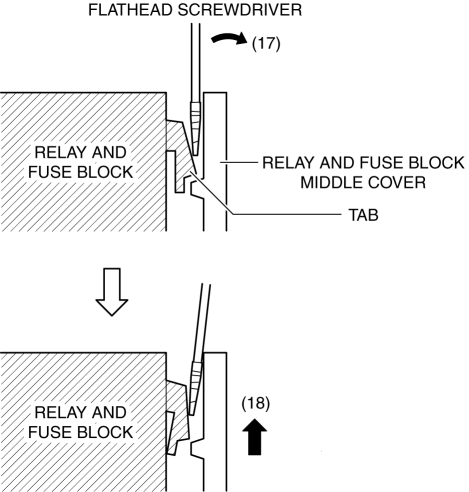 FLATHEAD SCREWDRIVER
(17)
RELAY AND
FUSE BLOCK
RELAY AND FUSE BLOCK
MIDDLE COVER
TAB
(18)
RELAY AND
FUSE BLOCK